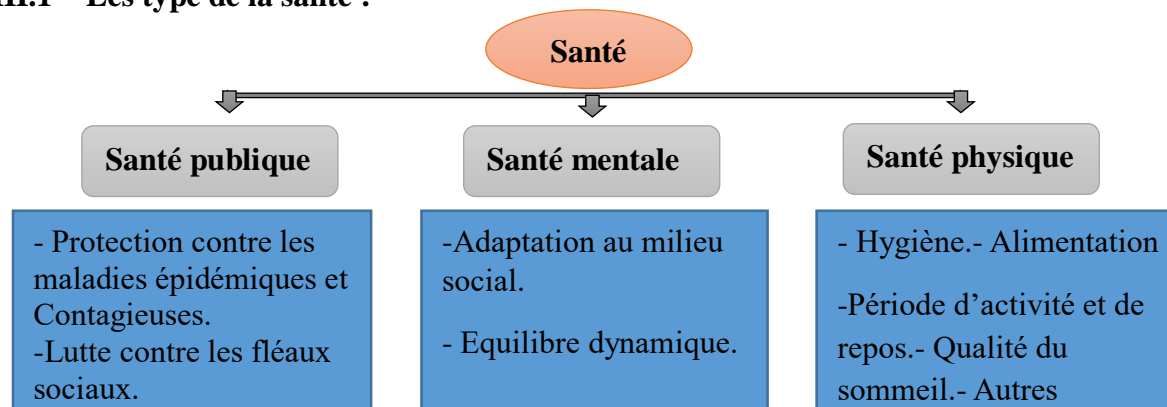 III.1 Les type de la santé :
Santé
Santé publique
Santé mentale
Santé physique
- Protection contre les
maladies épidémiques et
Contagieuses.
-Lutte contre les fléaux
sociaux.
-Adaptation au milieu
social.
- Equilibre dynamique.
- Hygiène.- Alimentation
-Période d’activité et de
repos.- Qualité du
sommeil.- Autres